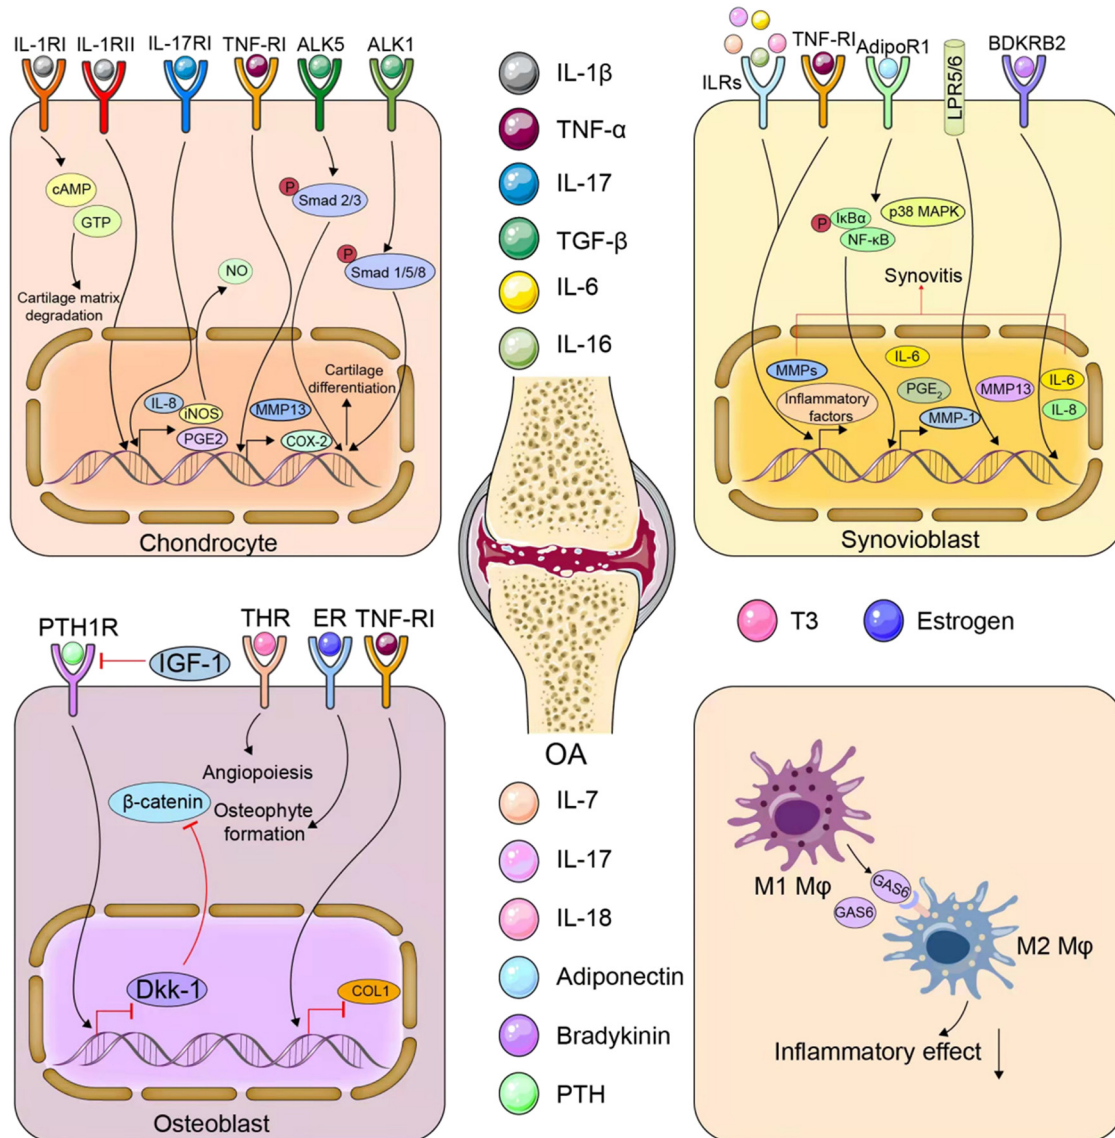 IL-1RI
IL-1RII
IL-17RI
TNF-RI
ALK5
ALK1
cAMP
GTP
Cartilage matrix
degradation
NO
P
Smad 2/3
P
Smad 1/5/8
Cartilage
differentiation
IL-8
iNOS
PGE2
MMP13
COX-2
Chondrocyte
IL-1β
TNF-α
IL-17
TGF-β
IL-6
IL-16
ILRs
TNF-RI
AdipoR1
LPR5/6
BDKRB2
P
IκBα
NF-κB
p38 MAPK
Synovitis
MMPs
Inflammatory
factors
IL-6
PGE₂
MMP-1
MMP13
IL-6
IL-8
Synovioblast
PTH1R
IGF-1
THR
ER
TNF-RI
Angiopoiesis
β-catenin
Osteophyte
formation
Dkk-1
COL1
Osteoblast
OA
IL-7
IL-17
IL-18
Adiponectin
Bradykinin
PTH
T3
Estrogen
M1 Mφ
GAS6
GAS6
M2 Mφ
Inflammatory effect